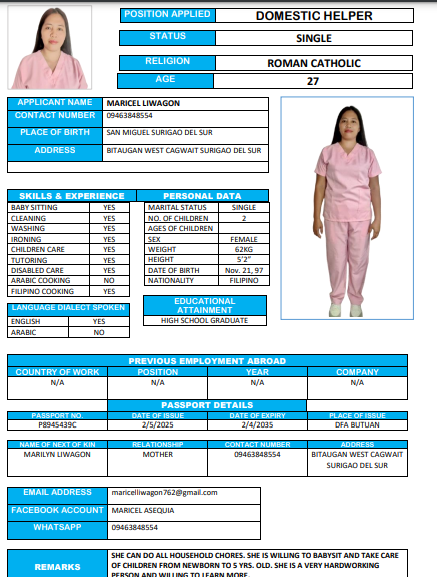 POSITION APPLIED DOMESTIC HELPER
STATUS SINGLE
RELIGION ROMAN CATHOLIC
AGE 27
APPLICANT NAME MARICEL LIWAGON
CONTACT NUMBER 09463848554
PLACE OF BIRTH SAN MIGUEL SURIGAO DEL SUR
ADDRESS BITAUGAN WEST CAGWAIT SURIGAO DEL SUR
SKILLS & EXPERIENCE
BABY SITTING YES
CLEANING YES
WASHING YES
IRONING YES
CHILDREN CARE YES
TUTORING YES
DISABLED CARE YES
ARABIC COOKING NO
FILIPINO COOKING YES
LANGUAGE DIALECT SPOKEN
ENGLISH YES
ARABIC NO
PERSONAL DATA
MARITAL STATUS SINGLE
NO. OF CHILDREN 2
AGES OF CHILDREN
SEX FEMALE
WEIGHT 62KG
HEIGHT 5’2”
DATE OF BIRTH Nov. 21, 97
NATIONALITY FILIPINO
EDUCATIONAL
ATTAINMENT
HIGH SCHOOL GRADUATE
PREVIOUS EMPLOYMENT ABROAD
COUNTRY OF WORK POSITION YEAR COMPANY
N/A N/A N/A N/A
PASSPORT DETAILS
PASSPORT NO. DATE OF ISSUE DATE OF EXPIRY PLACE OF ISSUE
P8945439C 2/5/2025 2/4/2035 DFA BUTUAN
NAME OF NEXT OF KIN RELATIONSHIP CONTACT NUMBER ADDRESS
MARILYN LIWAGON MOTHER 09463848554 BITAUGAN WEST CAGWAIT
SURIGAO DEL SUR
EMAIL ADDRESS maricelliwagon762@gmail.com
FACEBOOK ACCOUNT MARICEL ASEQUIA
WHATSAPP 09463848554
REMARKS
SHE CAN DO ALL HOUSEHOLD CHORES. SHE IS WILLING TO BABYSIT AND TAKE CARE
OF CHILDREN FROM NEWBORN TO 5 YRS. OLD. SHE IS A VERY HARDWORKING
PERSON AND WILLING TO LEARN MORE.